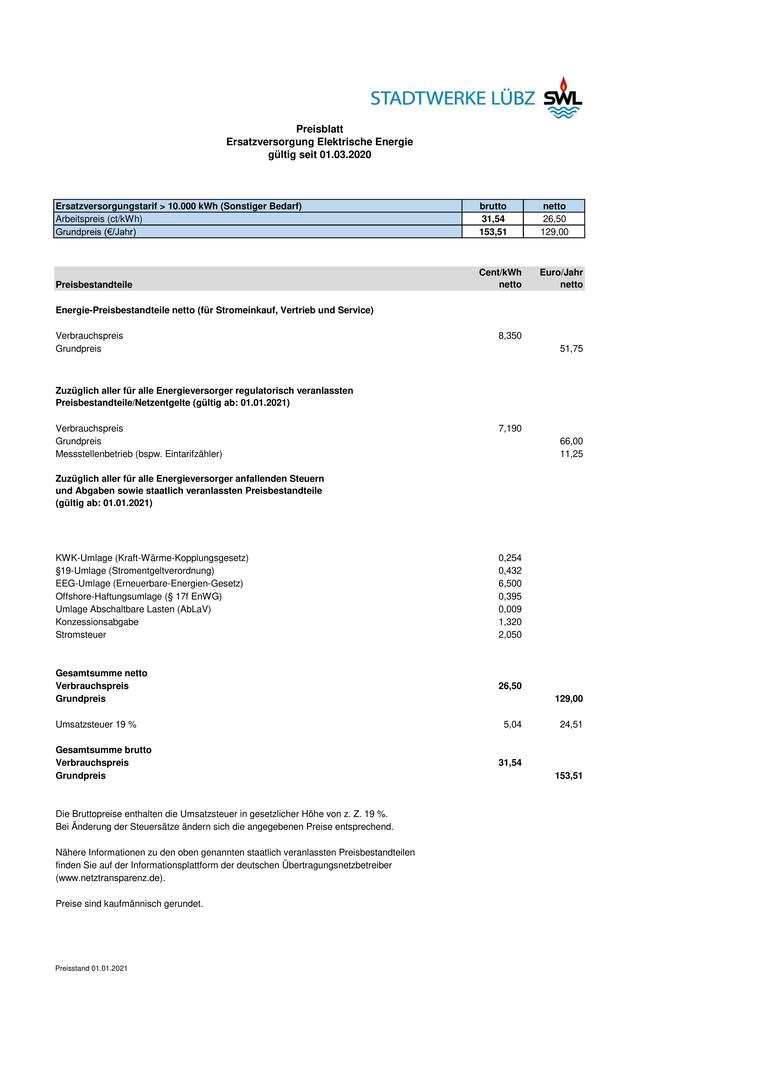 STADTWERKE LÜBZ SWL
Preisblatt
Ersatzversorgung Elektrische Energie
gültig seit 01.03.2020
Ersatzversorgungstarif > 10.000 kWh (Sonstiger Bedarf) brutto netto
Arbeitspreis (ct/kWh) 31,54 26,50
Grundpreis (€/Jahr) 153,51 129,00
Cent/kWh Euro/Jahr
Preisbestandteile netto netto
Energie-Preisbestandteile netto (für Stromeinkauf, Vertrieb und Service)
Verbrauchspreis 8,350
Grundpreis 51,75
Zuzüglich aller für alle Energieversorger regulatorisch veranlassten
Preisbestandteile/Netzentgelte (gültig ab: 01.01.2021)
Verbrauchspreis 7,190
Grundpreis 66,00
Messstellenbetrieb (bspw. Eintarifzähler) 11,25
Zuzüglich aller für alle Energieversorger anfallenden Steuern
und Abgaben sowie staatlich veranlassten Preisbestandteile
(gültig ab: 01.01.2021)
KWK-Umlage (Kraft-Wärme-Kopplungsgesetz) 0,254
§19-Umlage (Stromentgeltverordnung) 0,432
EEG-Umlage (Erneuerbare-Energien-Gesetz) 6,500
Offshore-Haftungsumlage (§ 17f EnWG) 0,395
Umlage Abschaltbare Lasten (AbLaV) 0,009
Konzessionsabgabe 1,320
Stromsteuer 2,050
Gesamtsumme netto
Verbrauchspreis 26,50
Grundpreis 129,00
Umsatzsteuer 19 % 5,04 24,51
Gesamtsumme brutto
Verbrauchspreis 31,54
Grundpreis 153,51
Die Bruttopreise enthalten die Umsatzsteuer in gesetzlicher Höhe von z. Z. 19 %.
Bei Änderung der Steuersätze ändern sich die angegebenen Preise entsprechend.
Nähere Informationen zu den oben genannten staatlich veranlassten Preisbestandteilen
finden Sie auf der Informationsplattform der deutschen Übertragungsnetzbetreiber
(www.netztransparenz.de).
Preise sind kaufmännisch gerundet.
Preisstand 01.01.2021